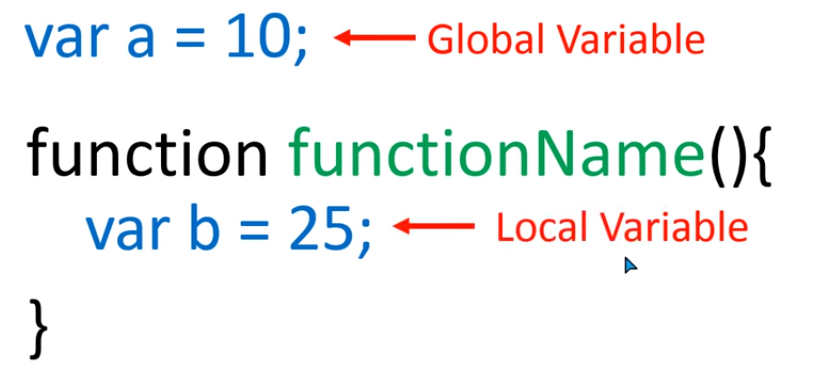 var a = 10; Global Variable
function functionName(){
var b = 25; Local Variable
}